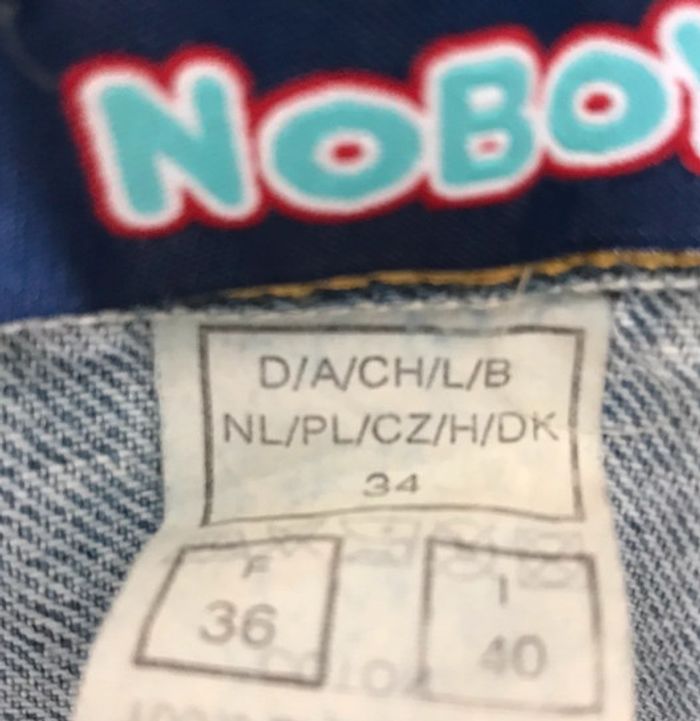 NOBO
D/A/CH/L/B
NL/PL/CZ/H/DK
34
F
36
I
40